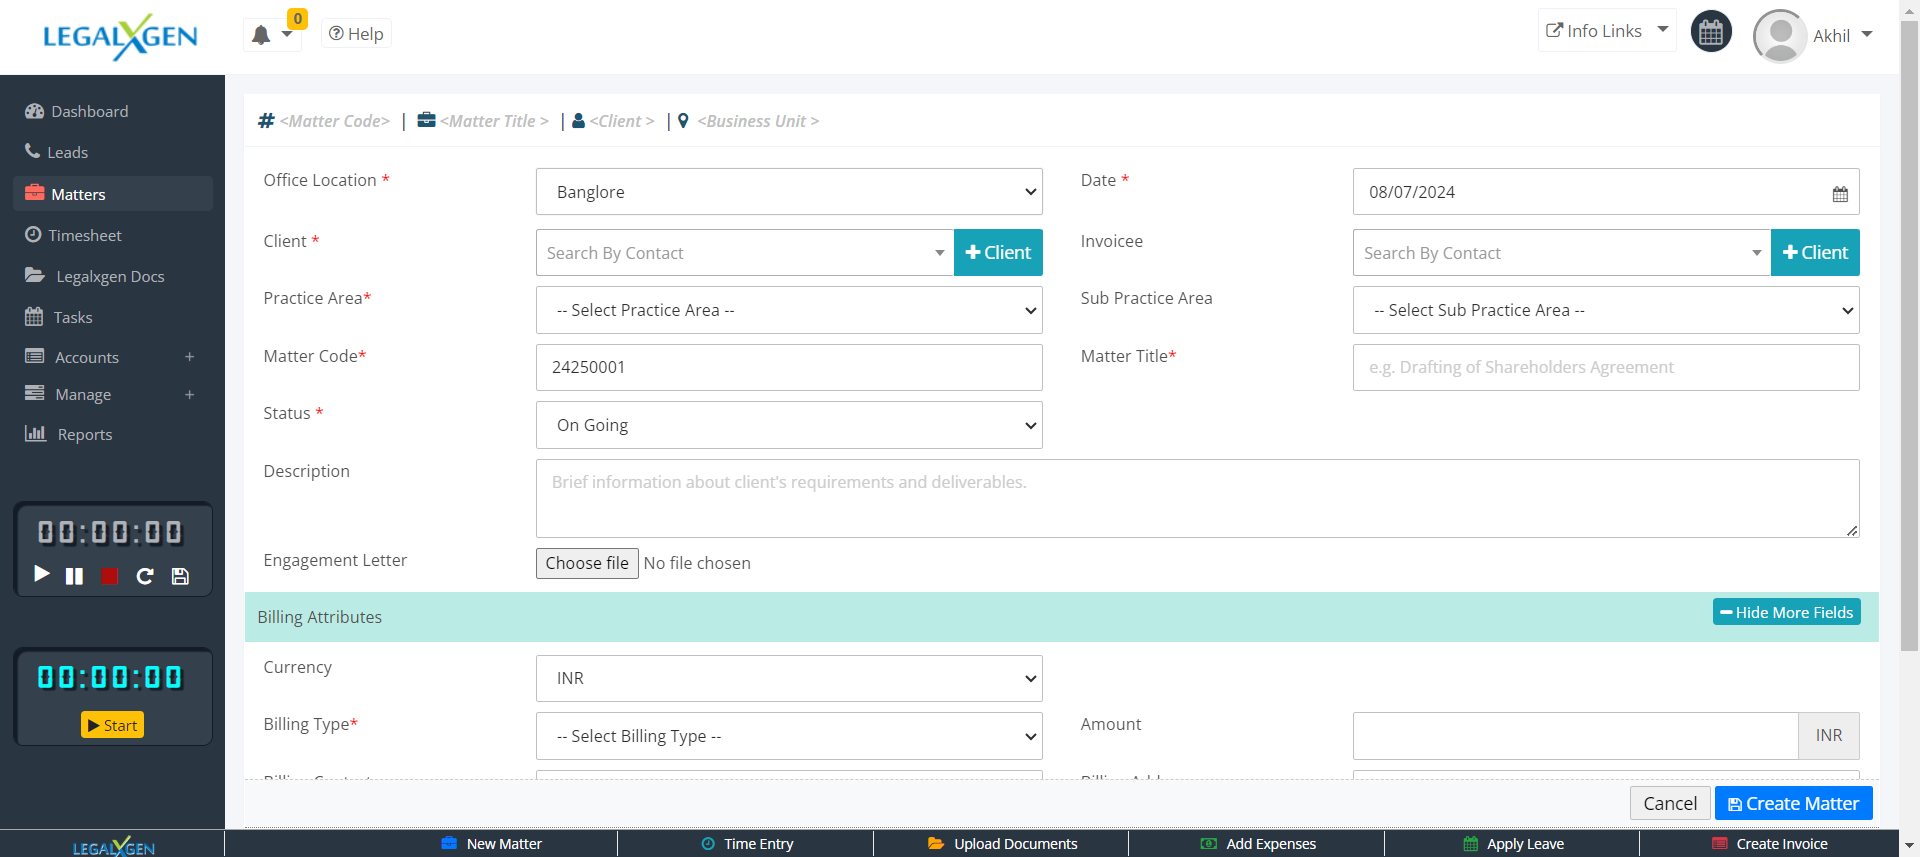 LEGALXGEN
0
Help
Info Links
Akhil
Dashboard
Leads
Matters
Timesheet
Legalxgen Docs
Tasks
Accounts +
Manage +
Reports
00:00:00
00:00:00
Start
# <Matter Code> | <Matter Title > | <Client > | <Business Unit >
Office Location * Banglore Date * 08/07/2024
Client * Search By Contact + Client Invoicee Search By Contact + Client
Practice Area* -- Select Practice Area -- Sub Practice Area -- Select Sub Practice Area --
Matter Code* 24250001 Matter Title* e.g. Drafting of Shareholders Agreement
Status * On Going
Description Brief information about client's requirements and deliverables.
Engagement Letter Choose file No file chosen
Billing Attributes Hide More Fields
Currency INR
Billing Type* -- Select Billing Type -- Amount INR
Cancel Create Matter
LEGALXGEN New Matter Time Entry Upload Documents Add Expenses Apply Leave Create Invoice